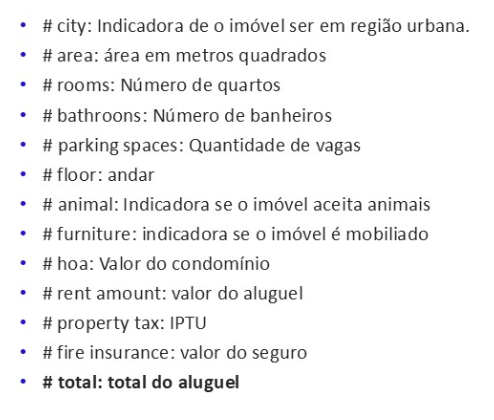 • # city: Indicadora de o imóvel ser em região urbana.
• # area: área em metros quadrados
• # rooms: Número de quartos
• # bathrooms: Número de banheiros
• # parking spaces: Quantidade de vagas
• # floor: andar
• # animal: Indicadora se o imóvel aceita animais
• # furniture: indicadora se o imóvel é mobiliado
• # hoa: Valor do condomínio
• # rent amount: valor do aluguel
• # property tax: IPTU
• # fire insurance: valor do seguro
• # total: total do aluguel